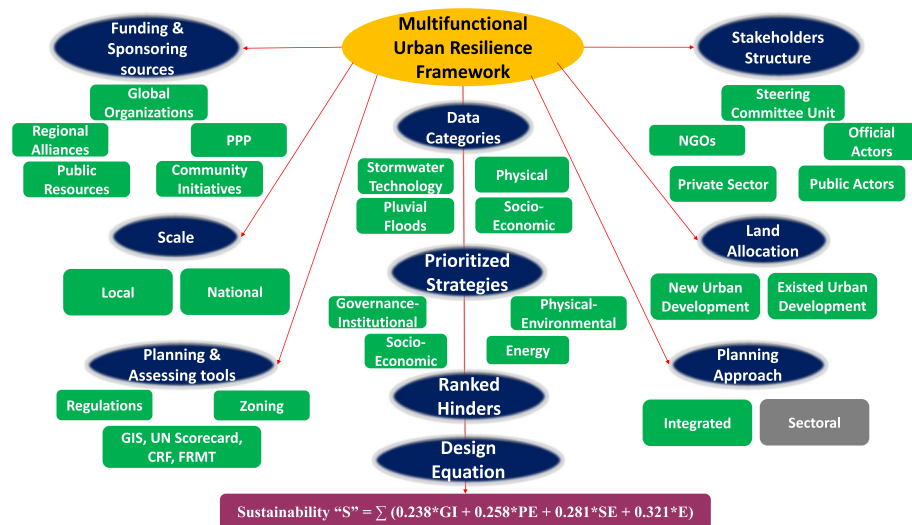 Multifunctional
Urban Resilience
Framework
Funding &
Sponsoring
sources
Global
Organizations
Regional
Alliances
PPP
Public
Resources
Community
Initiatives
Scale
Local
National
Planning &
Assessing tools
Regulations
Zoning
GIS, UN Scorecard,
CRF, FRMT
Data
Categories
Stormwater
Technology
Physical
Pluvial
Floods
Socio-
Economic
Prioritized
Strategies
Governance-
Institutional
Physical-
Environmental
Socio-
Economic
Energy
Ranked
Hinders
Design
Equation
Sustainability “S” = ∑ (0.238*GI + 0.258*PE + 0.281*SE + 0.321*E)
Stakeholders
Structure
Steering
Committee Unit
NGOs
Official
Actors
Private Sector
Public Actors
Land
Allocation
New Urban
Development
Existed Urban
Development
Planning
Approach
Integrated
Sectoral